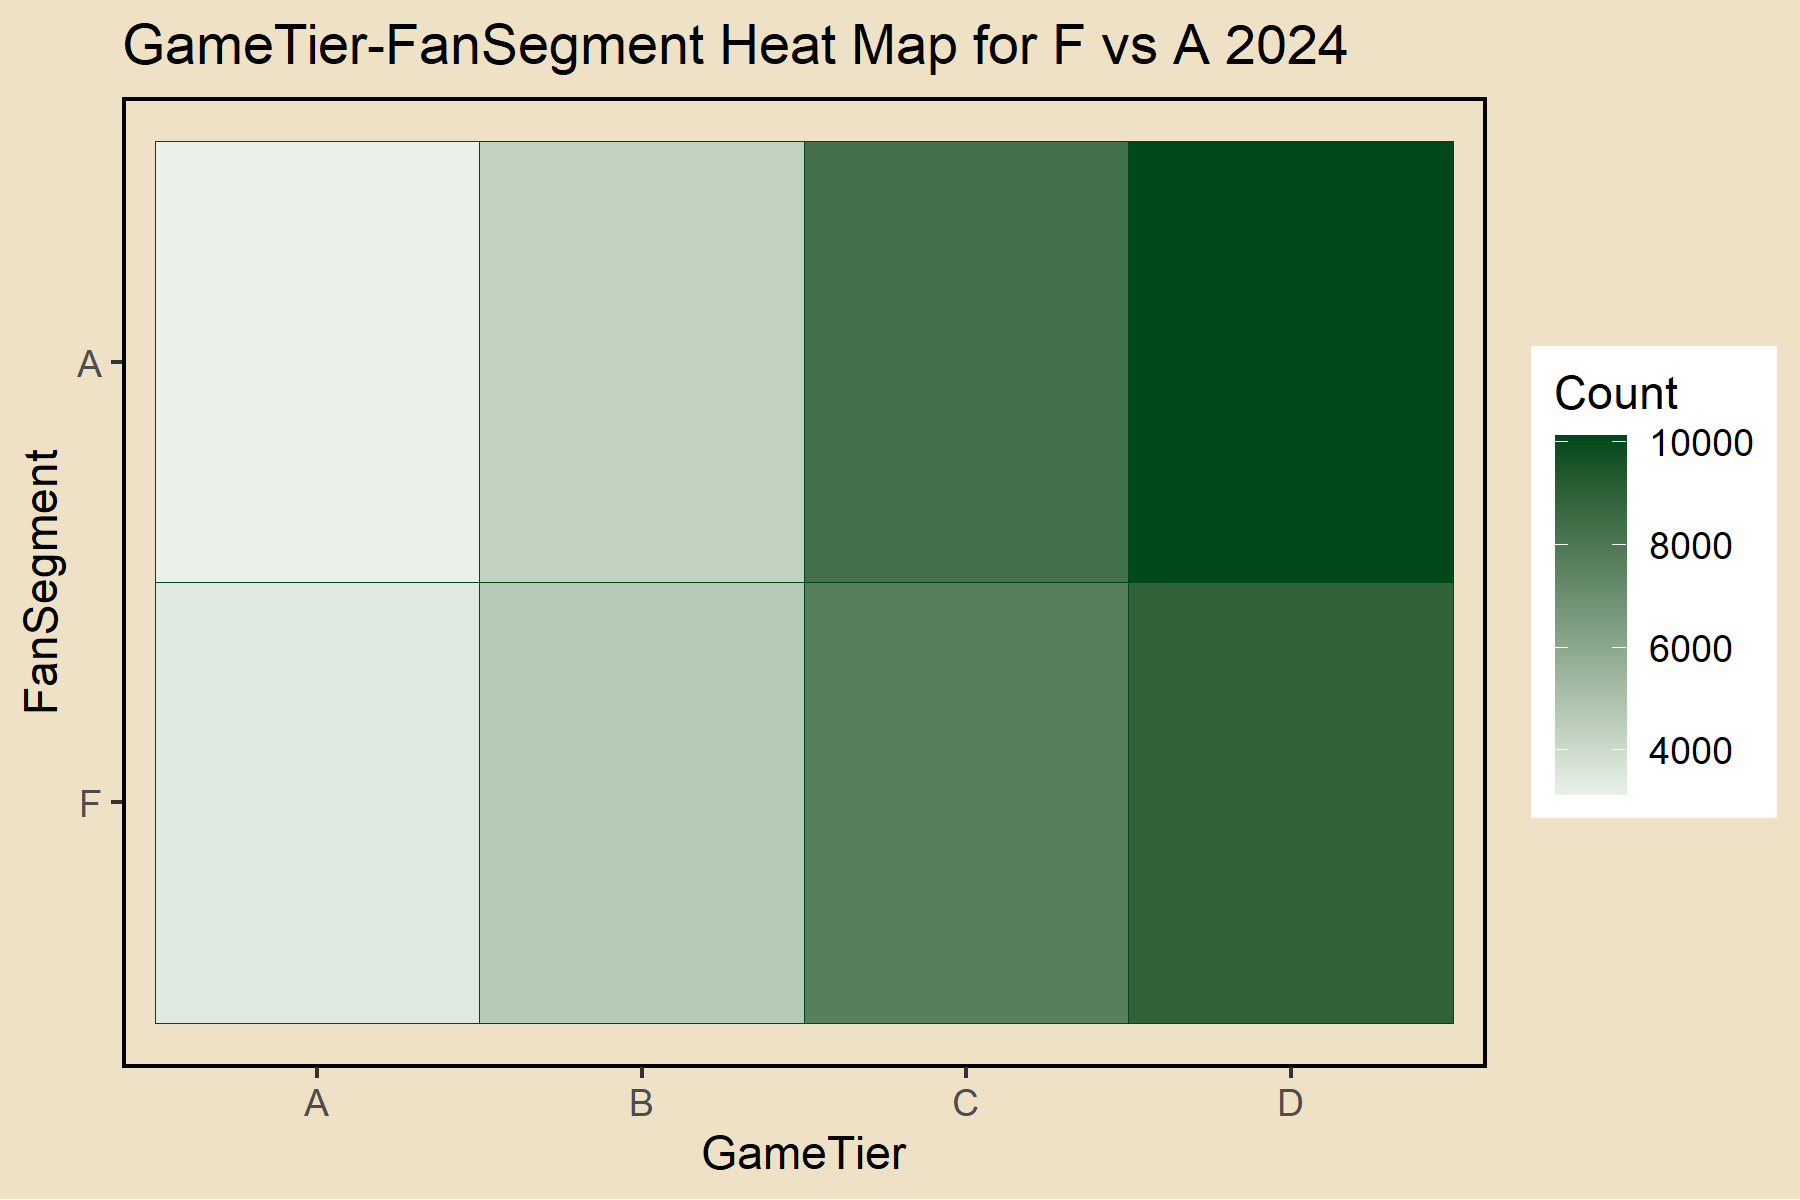 GameTier-FanSegment Heat Map for F vs A 2024
FanSegment
A
F
A
B
C
D
GameTier
Count
10000
8000
6000
4000